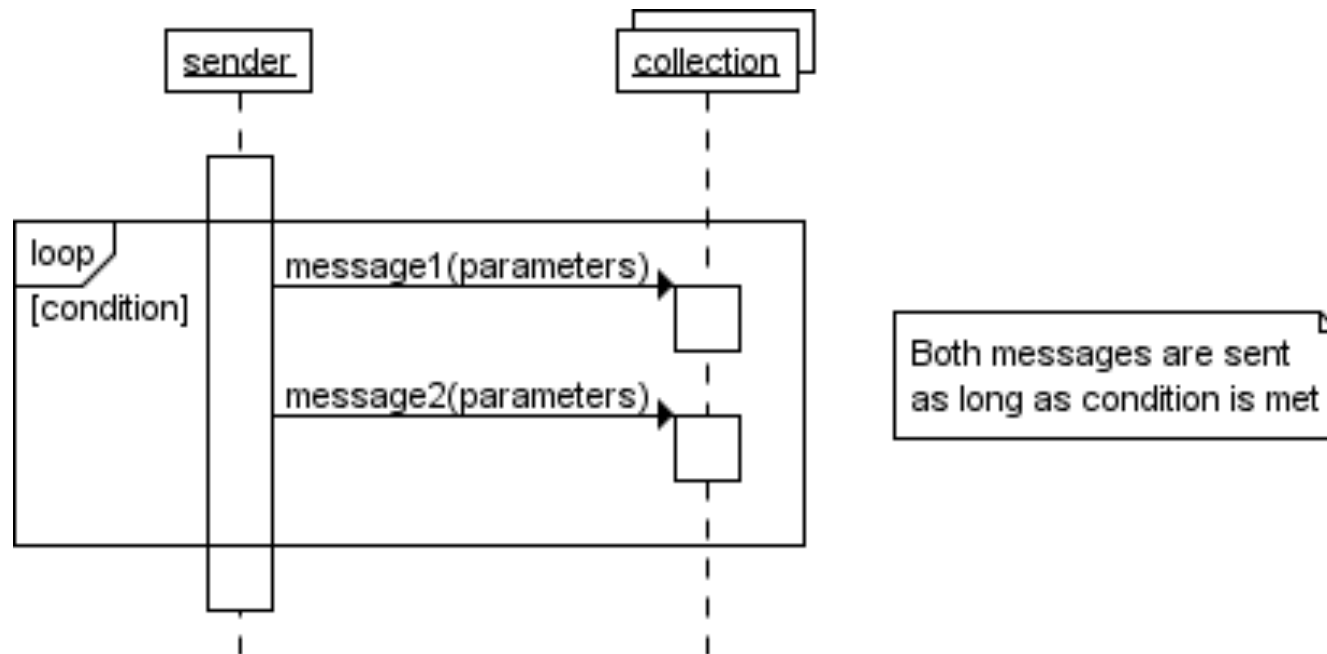 sender
collection
loop
[condition]
message1(parameters)
message2(parameters)
Both messages are sent
as long as condition is met